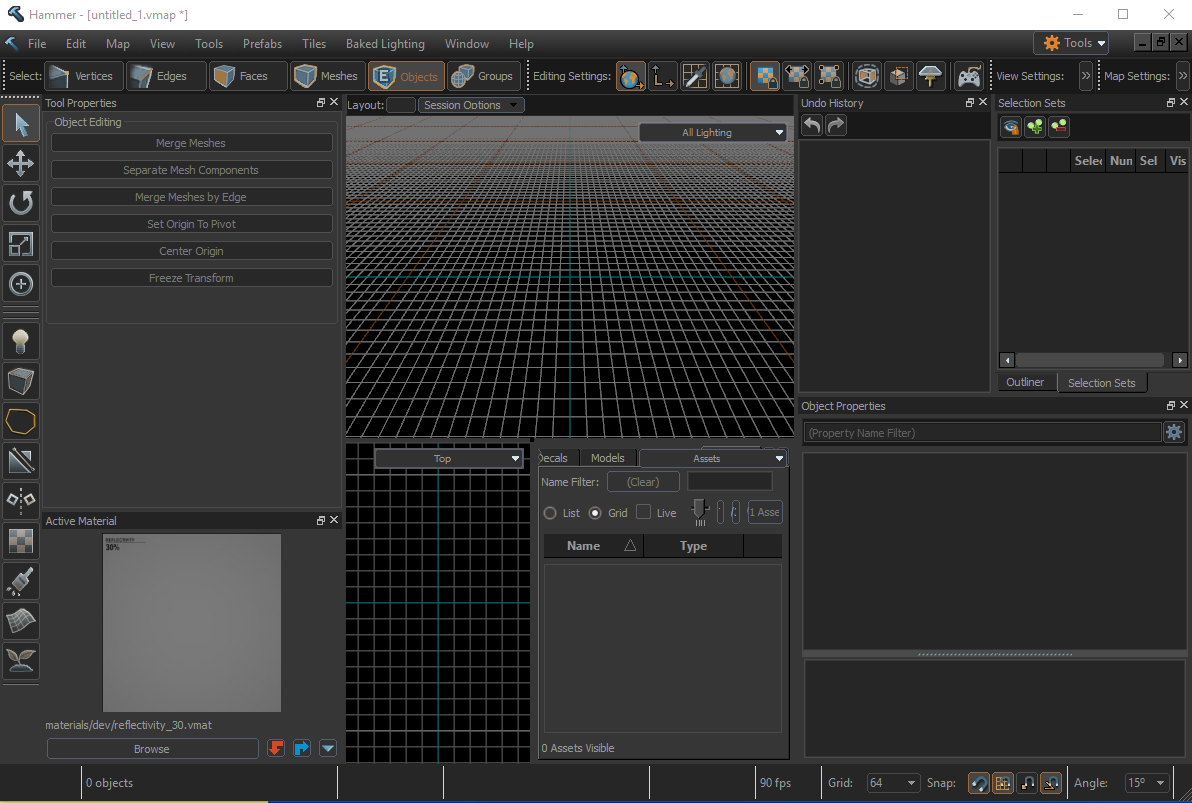 Hammer - [untitled_1.vmap *]
File Edit Map View Tools Prefabs Tiles Baked Lighting Window Help Tools
Select: Vertices Edges Faces Meshes Objects Groups Editing Settings: View Settings: » Map Settings: »
Tool Properties
Object Editing
Merge Meshes
Separate Mesh Components
Merge Meshes by Edge
Set Origin To Pivot
Center Origin
Freeze Transform
Layout: Session Options
All Lighting
Undo History
Selection Sets
Selec Num Sel Vis
Outliner Selection Sets
Object Properties
(Property Name Filter)
Active Material
REFLECTIVITY
30%
materials/dev/reflectivity_30.vmat
Browse
Top
Decals Models Assets
Name Filter: (Clear)
List Grid Live 1 Asse
Name Type
0 Assets Visible
0 objects 90 fps Grid: 64 Snap: Angle: 15º